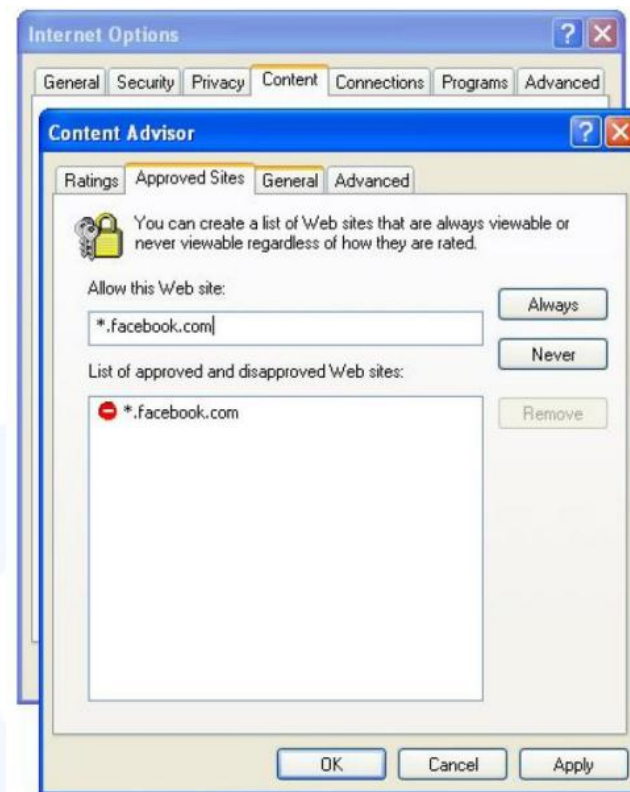 Internet Options
General Security Privacy Content Connections Programs Advanced
Content Advisor
Ratings Approved Sites General Advanced
You can create a list of Web sites that are always viewable or
never viewable regardless of how they are rated.
Allow this Web site:
*.facebook.com
Always
Never
List of approved and disapproved Web sites:
*.facebook.com
Remove
OK Cancel Apply